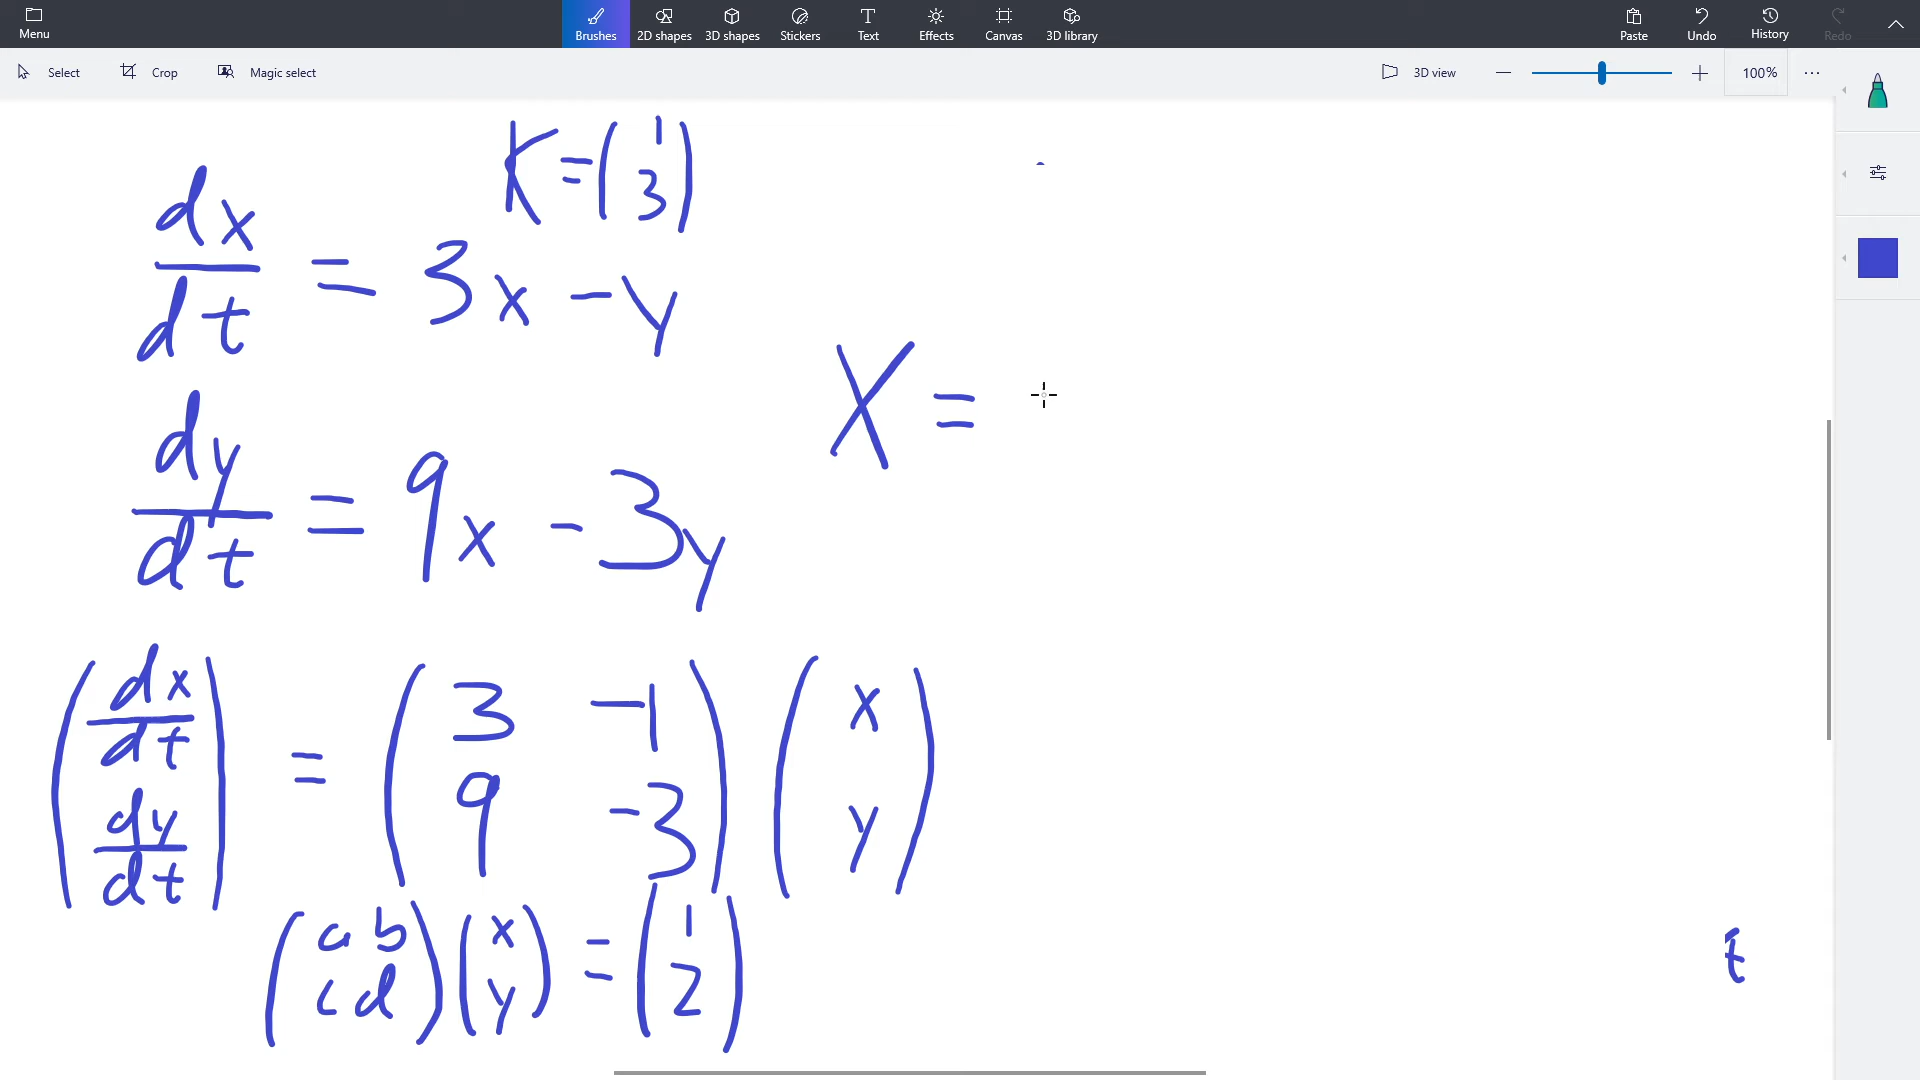 Menu Brushes 2D shapes 3D shapes Stickers Text Effects Canvas 3D library Paste Undo History Redo
Select Crop Magic select 3D view 100%
K = ( 1 3 )
dx/dt = 3x - y
X =
dy/dt = 9x - 3y
( dx/dt dy/dt ) = ( 3 -1 9 -3 ) ( x y )
( a b c d ) ( x y ) = ( 1 2 )
t